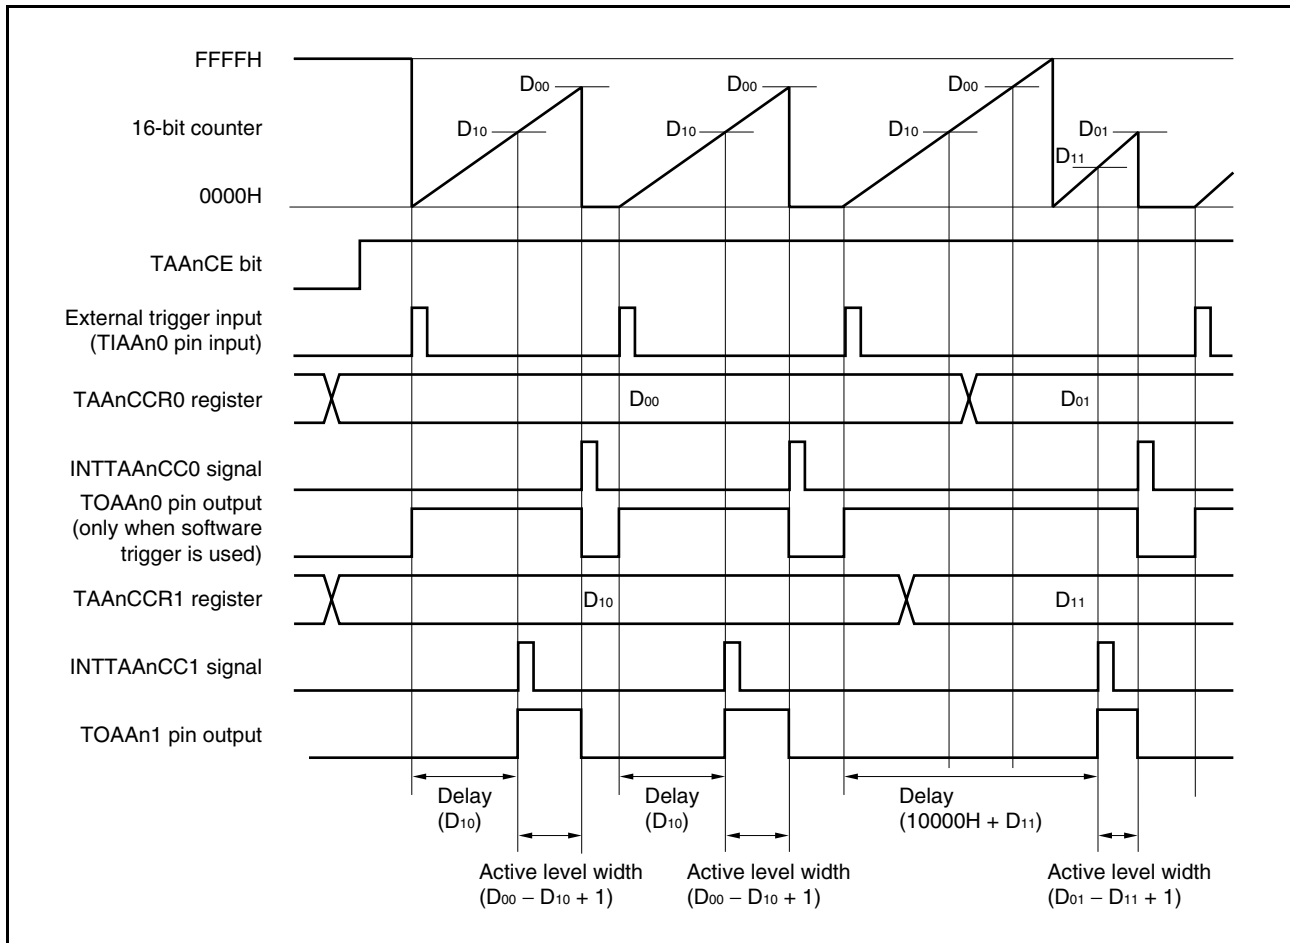 FFFFH
D00
D00
D00
16-bit counter
D10
D10
D10
D01
D11
0000H
TAAnCE bit
External trigger input
(TIAAn0 pin input)
TAAnCCR0 register
D00
D01
INTTAAnCC0 signal
TOAAn0 pin output
(only when software
trigger is used)
TAAnCCR1 register
D10
D11
INTTAAnCC1 signal
TOAAn1 pin output
Delay
(D10)
Delay
(D10)
Delay
(10000H + D11)
Active level width
(D00 − D10 + 1)
Active level width
(D00 − D10 + 1)
Active level width
(D01 − D11 + 1)